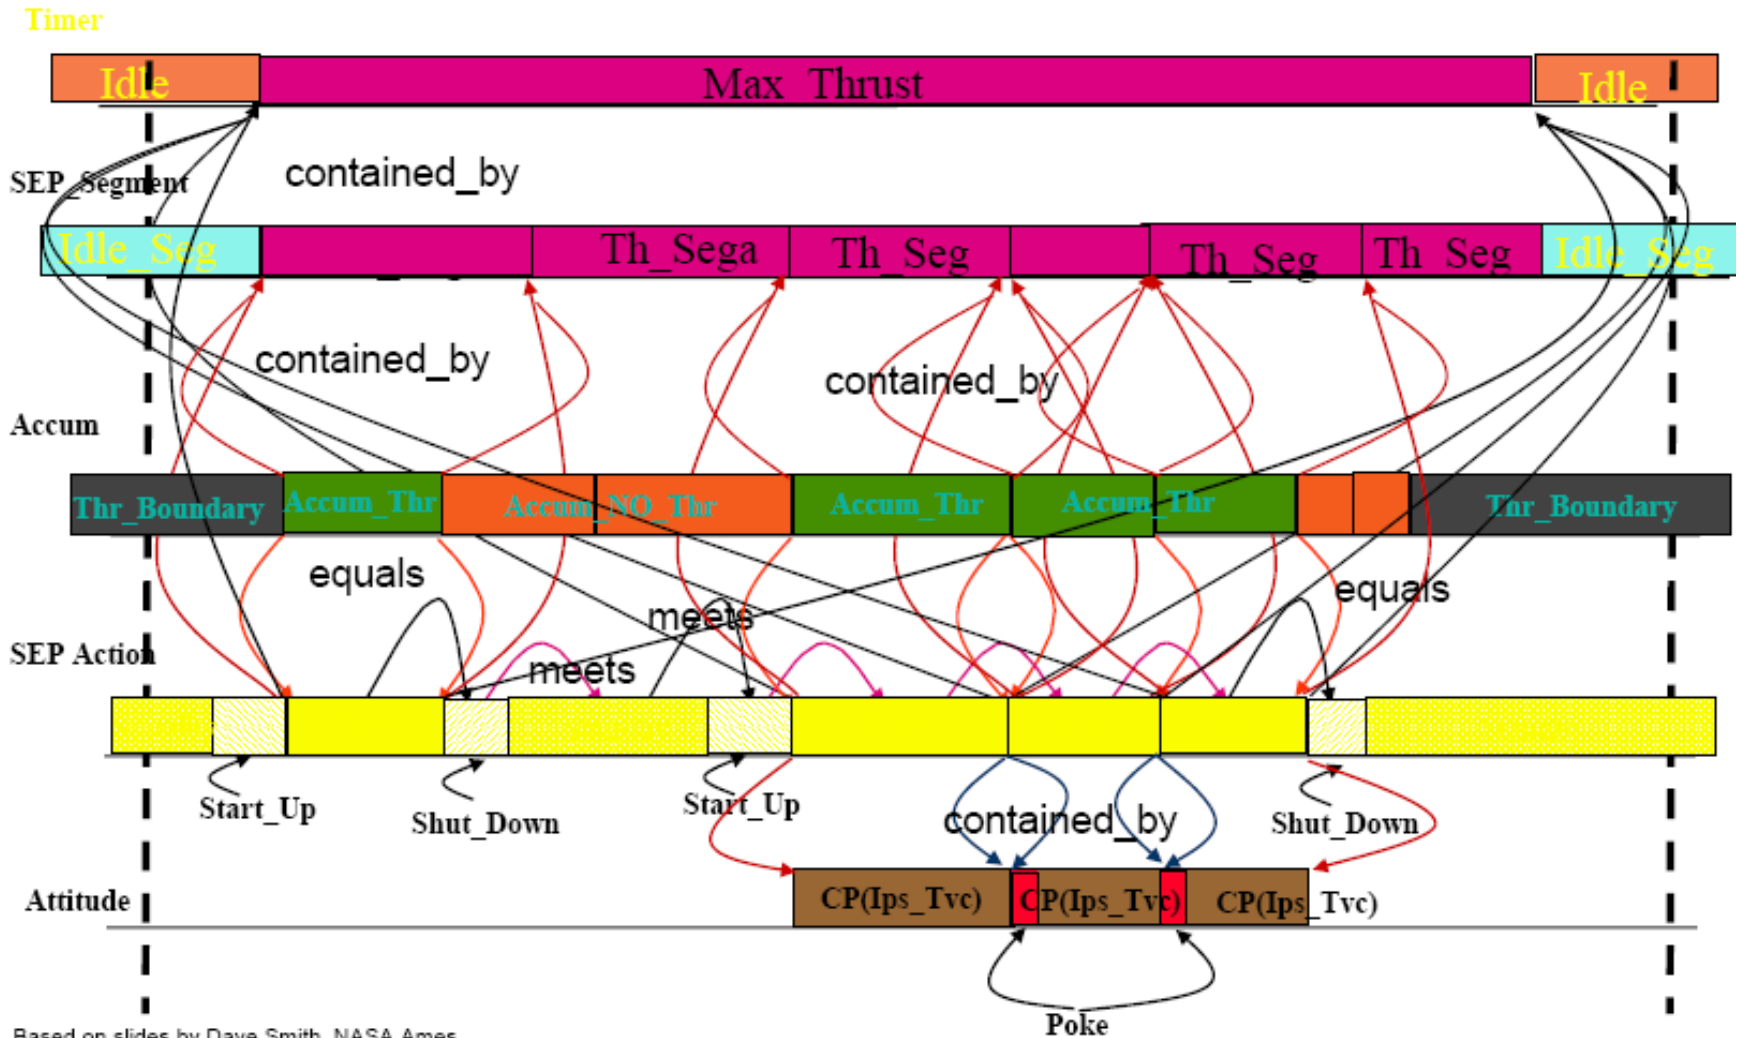 Timer
Idle
Max Thrust
Idle
SEP_Segment
contained_by
Idle_Seg
Th_Sega
Th_Seg
Th_Seg
Th_Seg
Idle_Seg
contained_by
contained_by
Accum
Thr_Boundary
Accum_Thr
Accum_NO_Thr
Accum_Thr
Accum_Thr
Thr_Boundary
equals
meets
equals
SEP Action
meets
Start_Up
Shut_Down
Start_Up
contained_by
Shut_Down
Attitude
CP(Ips_Tvc)
CP(Ips_Tvc)
CP(Ips_Tvc)
Poke
Based on slides by Dave Smith, NASA Ames